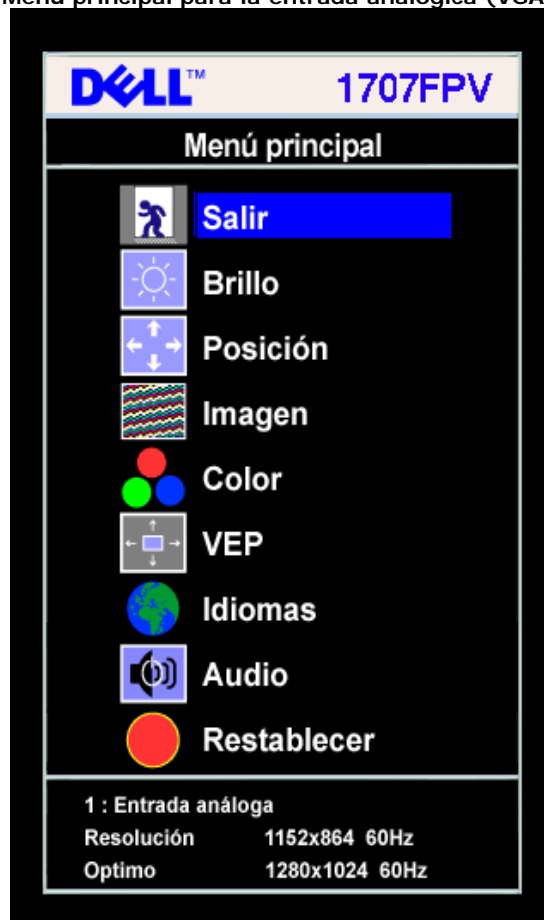 Menú principal para la entrada analógica (VGA
DELL™ 1707FPV
Menú principal
Salir
Brillo
Posición
Imagen
Color
VEP
Idiomas
Audio
Restablecer
1 : Entrada análoga
Resolución 1152x864 60Hz
Optimo 1280x1024 60Hz